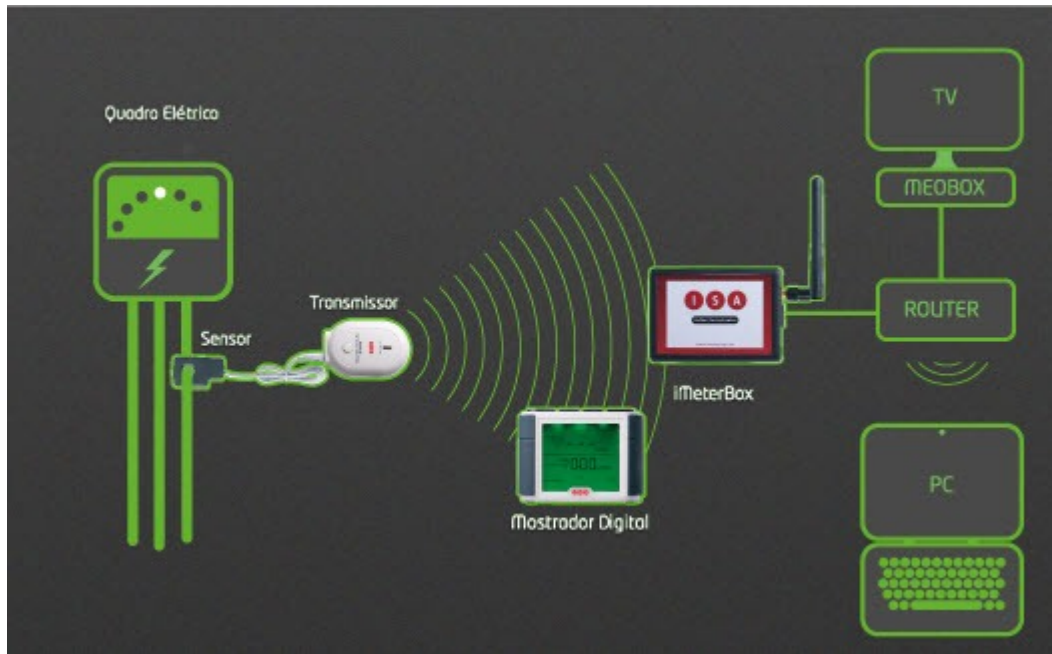 Quadro Elétrico
TV
MEOBOX
Transmissor
ISA
ROUTER
Sensor
iMeterBox
Mostrador Digital
PC